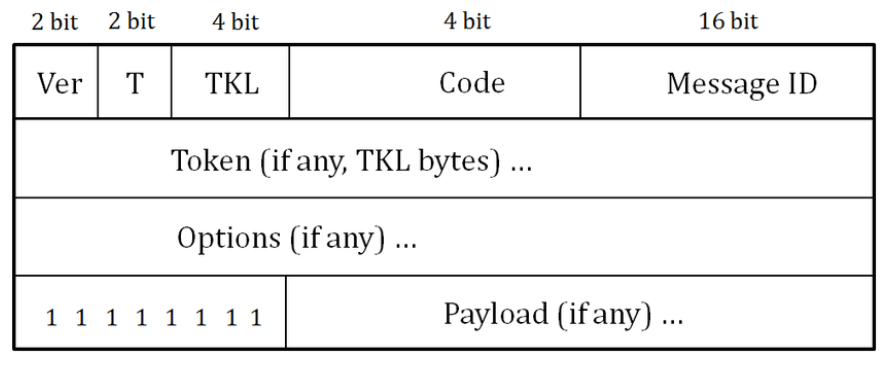 2 bit 2 bit 4 bit 4 bit 16 bit
Ver T TKL Code Message ID
Token (if any, TKL bytes) ...
Options (if any) ...
1 1 1 1 1 1 1 1 Payload (if any) ...